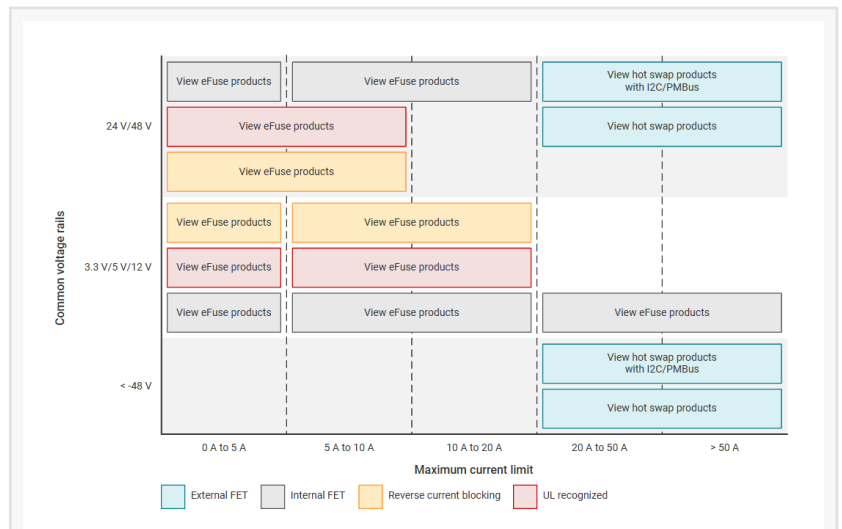 View eFuse products
View eFuse products
View hot swap products
with I2C/PMBus
24 V/48 V
View eFuse products
View hot swap products
View eFuse products
Common voltage rails
View eFuse products
View eFuse products
3.3 V/5 V/12 V
View eFuse products
View eFuse products
View eFuse products
View eFuse products
View eFuse products
View hot swap products
with I2C/PMBus
< -48 V
View hot swap products
0 A to 5 A
5 A to 10 A
10 A to 20 A
20 A to 50 A
> 50 A
Maximum current limit
External FET
Internal FET
Reverse current blocking
UL recognized